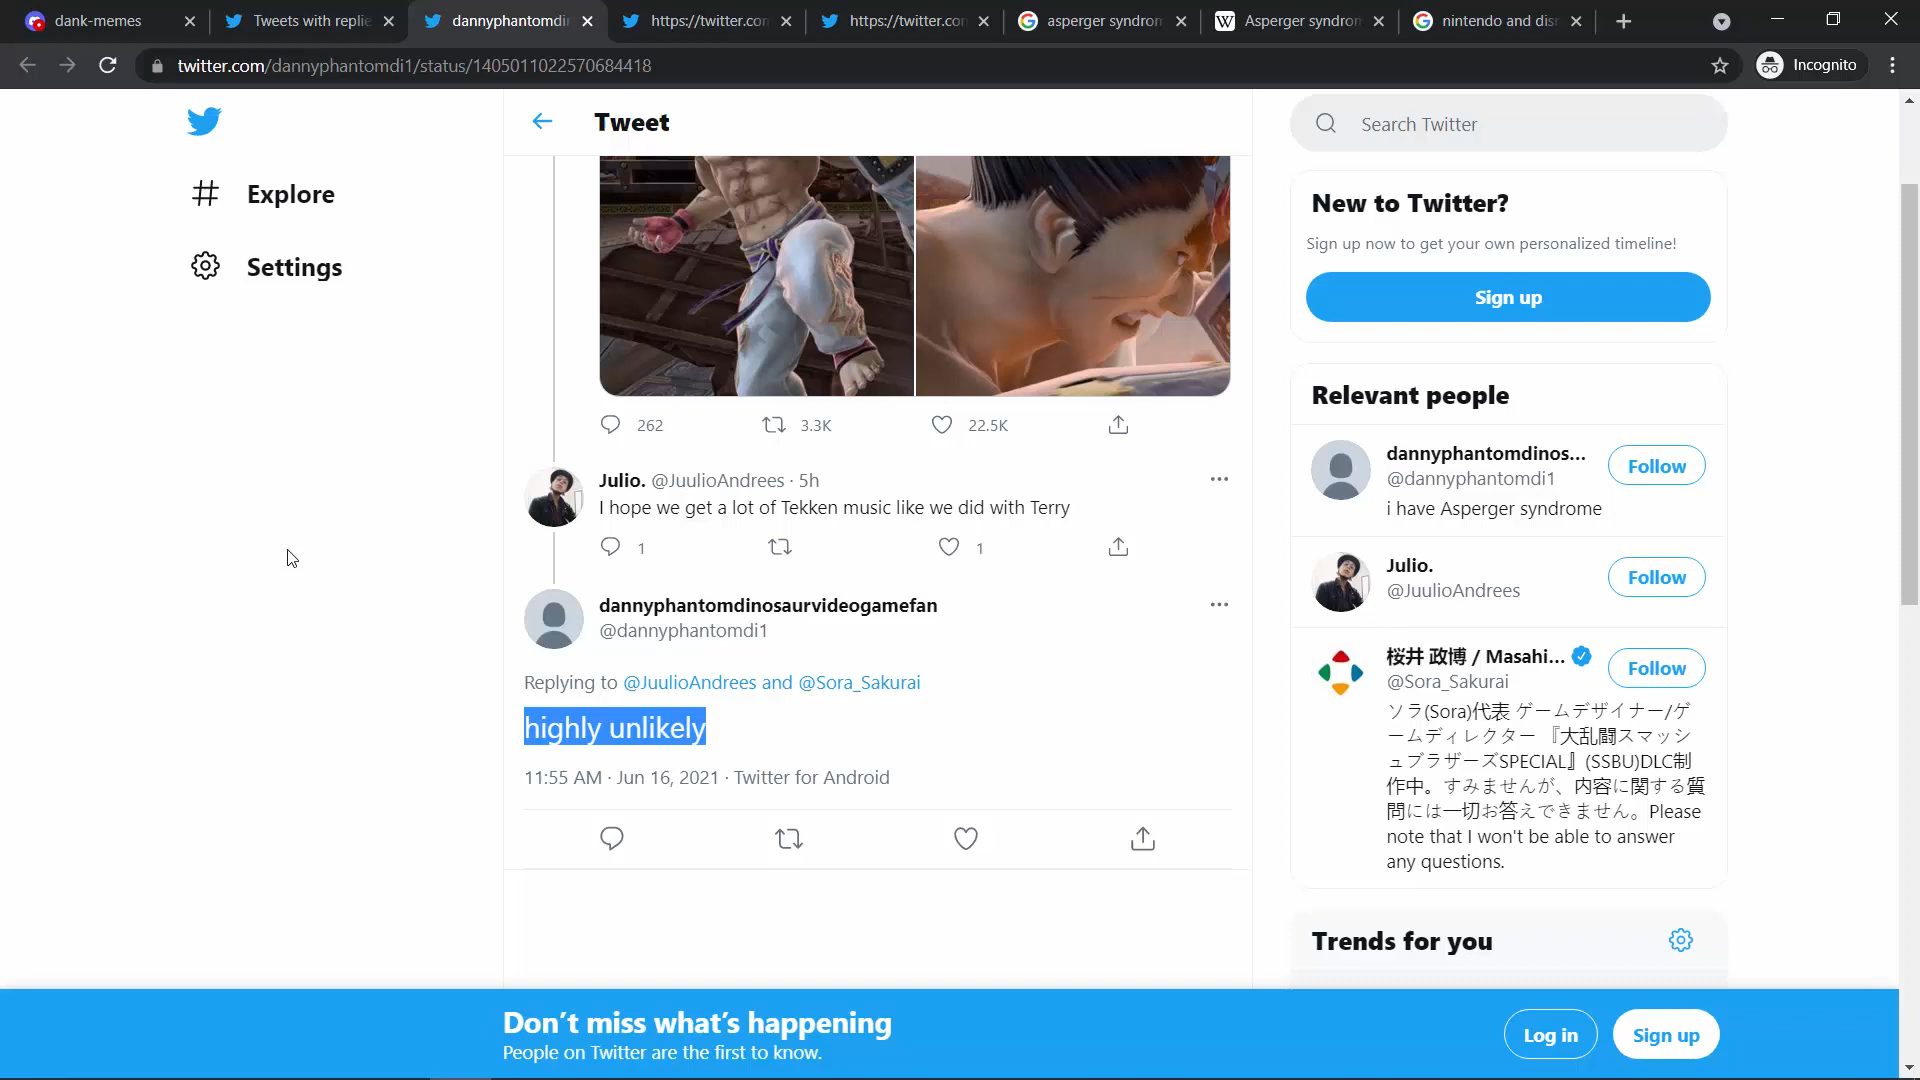 dank-memes
Tweets with replie
dannyphantomdi
https://twitter.com
https://twitter.com
asperger syndrom
Asperger syndrom
nintendo and dis
twitter.com/dannyphantomdi1/status/1405011022570684418
Incognito
Explore
Settings
Tweet
262
3.3K
22.5K
Julio. @JuulioAndrees · 5h
I hope we get a lot of Tekken music like we did with Terry
1
1
dannyphantomdinosaurvideogamefan
@dannyphantomdi1
Replying to @JuulioAndrees and @Sora_Sakurai
highly unlikely
11:55 AM · Jun 16, 2021 · Twitter for Android
Search Twitter
New to Twitter?
Sign up now to get your own personalized timeline!
Sign up
Relevant people
dannyphantomdinos...
@dannyphantomdi1
Follow
i have Asperger syndrome
Julio.
@JuulioAndrees
Follow
桜井 政博 / Masahi...
@Sora_Sakurai
Follow
ソラ(Sora)代表 ゲームデザイナー/ゲ
ームディレクター 『大乱闘スマッシ
ュブラザーズSPECIAL』(SSBU)DLC制
作中。すみませんが、内容に関する質
問には一切お答えできません。Please
note that I won't be able to answer
any questions.
Trends for you
Don’t miss what’s happening
People on Twitter are the first to know.
Log in
Sign up